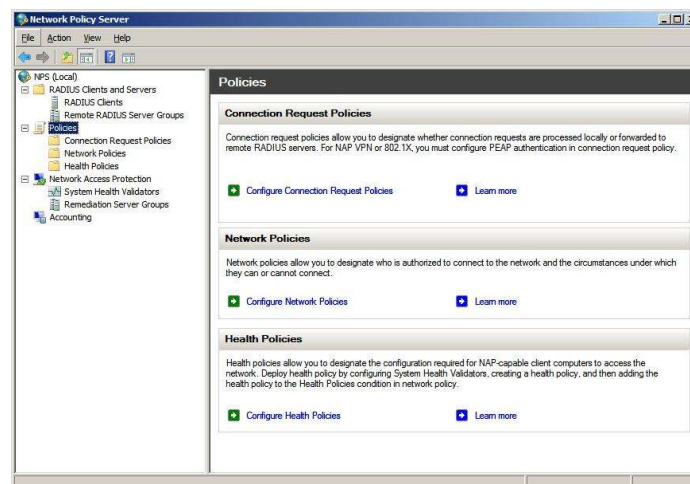 Network Policy Server
File Action View Help
NPS (Local)
RADIUS Clients and Servers
RADIUS Clients
Remote RADIUS Server Groups
Policies
Connection Request Policies
Network Policies
Health Policies
Network Access Protection
System Health Validators
Remediation Server Groups
Accounting
Policies
Connection Request Policies
Connection request policies allow you to designate whether connection requests are processed locally or forwarded to
remote RADIUS servers. For NAP VPN or 802.1X, you must configure PEAP authentication in connection request policy.
Configure Connection Request Policies
Learn more
Network Policies
Network policies allow you to designate who is authorized to connect to the network and the circumstances under which
they can or cannot connect.
Configure Network Policies
Learn more
Health Policies
Health policies allow you to designate the configuration required for NAP-capable client computers to access the
network. Deploy health policy by configuring System Health Validators, creating a health policy, and then adding the
health policy to the Health Policies condition in network policy.
Configure Health Policies
Learn more